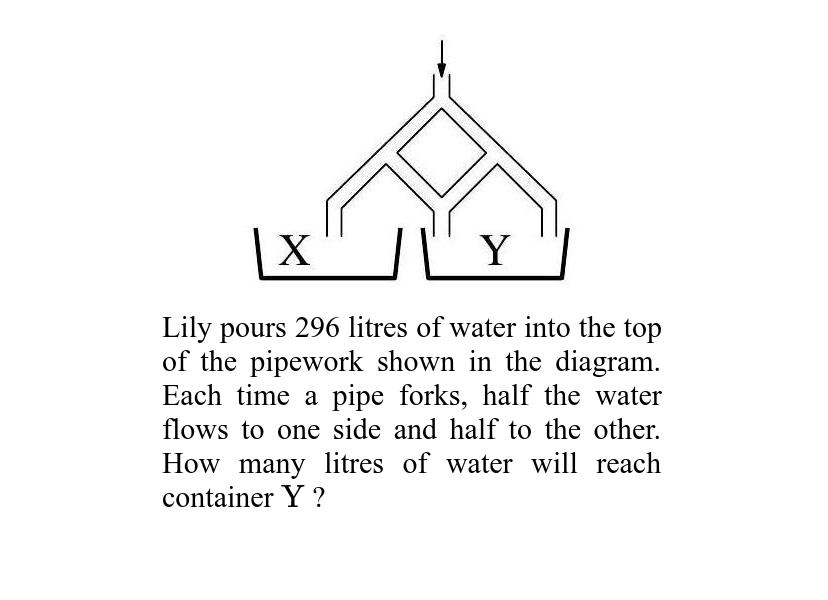 X Y
Lily pours 296 litres of water into the top
of the pipework shown in the diagram.
Each time a pipe forks, half the water
flows to one side and half to the other.
How many litres of water will reach
container Y ?